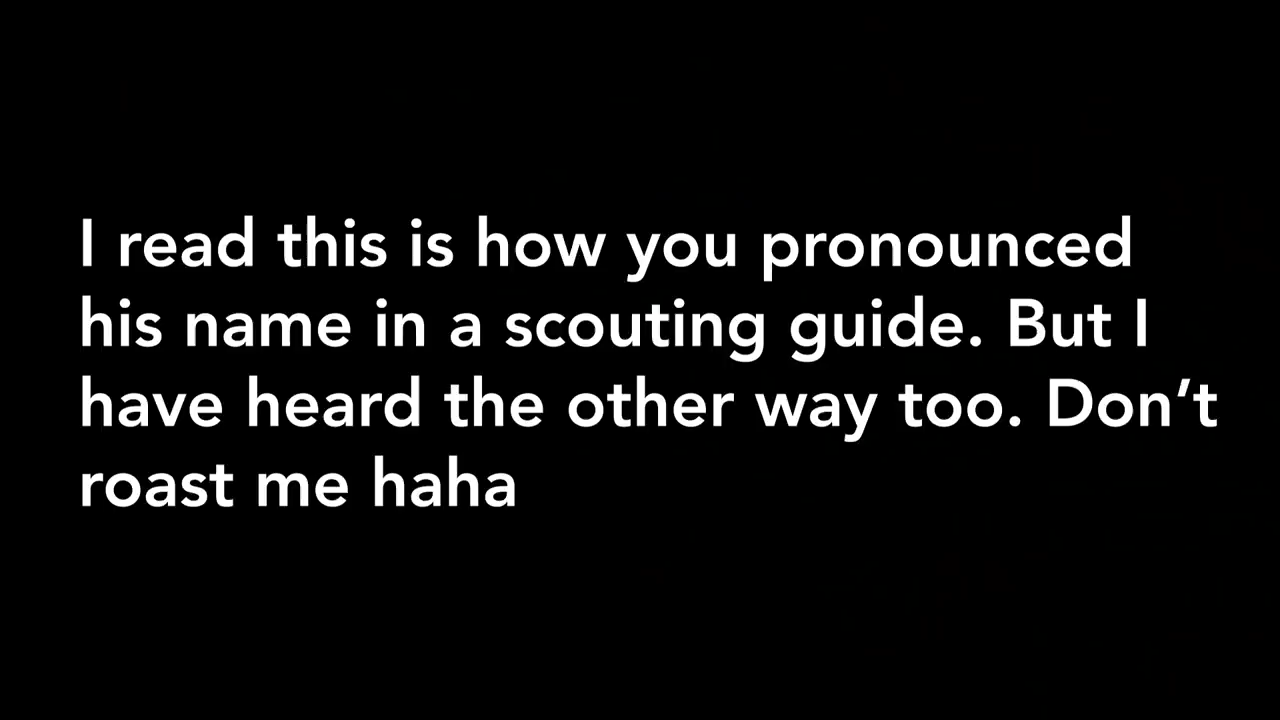 I read this is how you pronounced
his name in a scouting guide. But I
have heard the other way too. Don’t
roast me haha